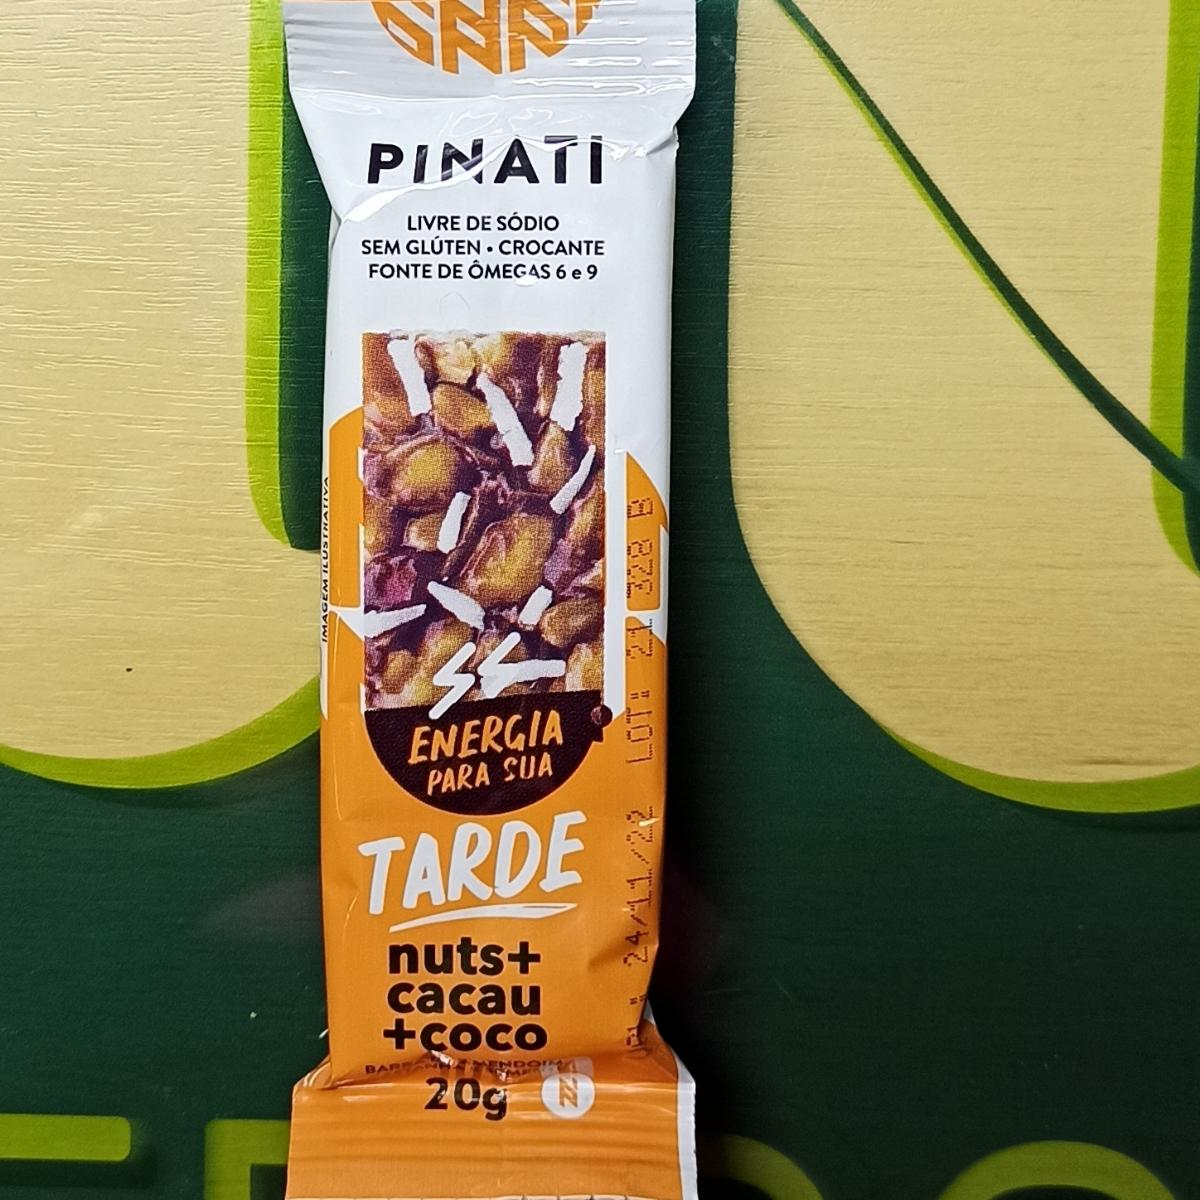 PINATI
LIVRE DE SÓDIO
SEM GLÚTEN • CROCANTE
FONTE DE ÔMEGAS 6 e 9
IMAGEM ILUSTRATIVA
ENERGIA
PARA SUA
TARDE
nuts+
cacau
+coco
20g
24/11/22 LOT: 21 328 B